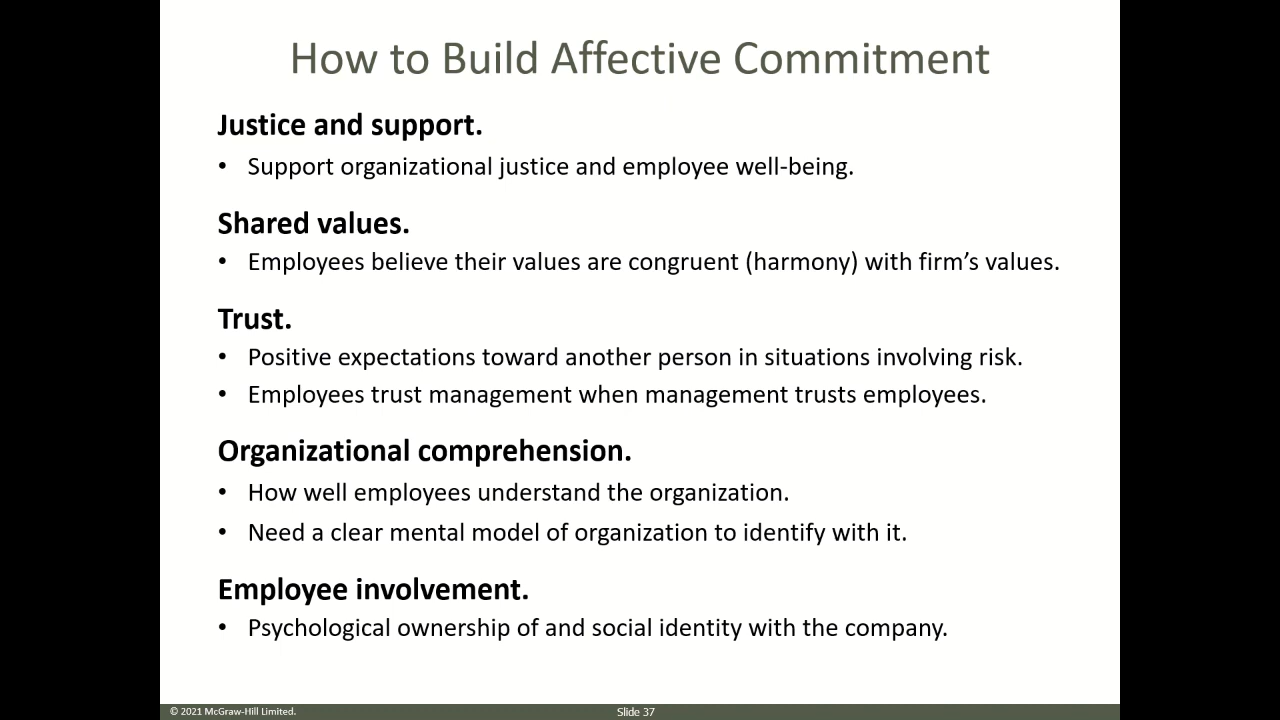 How to Build Affective Commitment
Justice and support.
• Support organizational justice and employee well-being.
Shared values.
• Employees believe their values are congruent (harmony) with firm’s values.
Trust.
• Positive expectations toward another person in situations involving risk.
• Employees trust management when management trusts employees.
Organizational comprehension.
• How well employees understand the organization.
• Need a clear mental model of organization to identify with it.
Employee involvement.
• Psychological ownership of and social identity with the company.
© 2021 McGraw-Hill Limited.
Slide 37